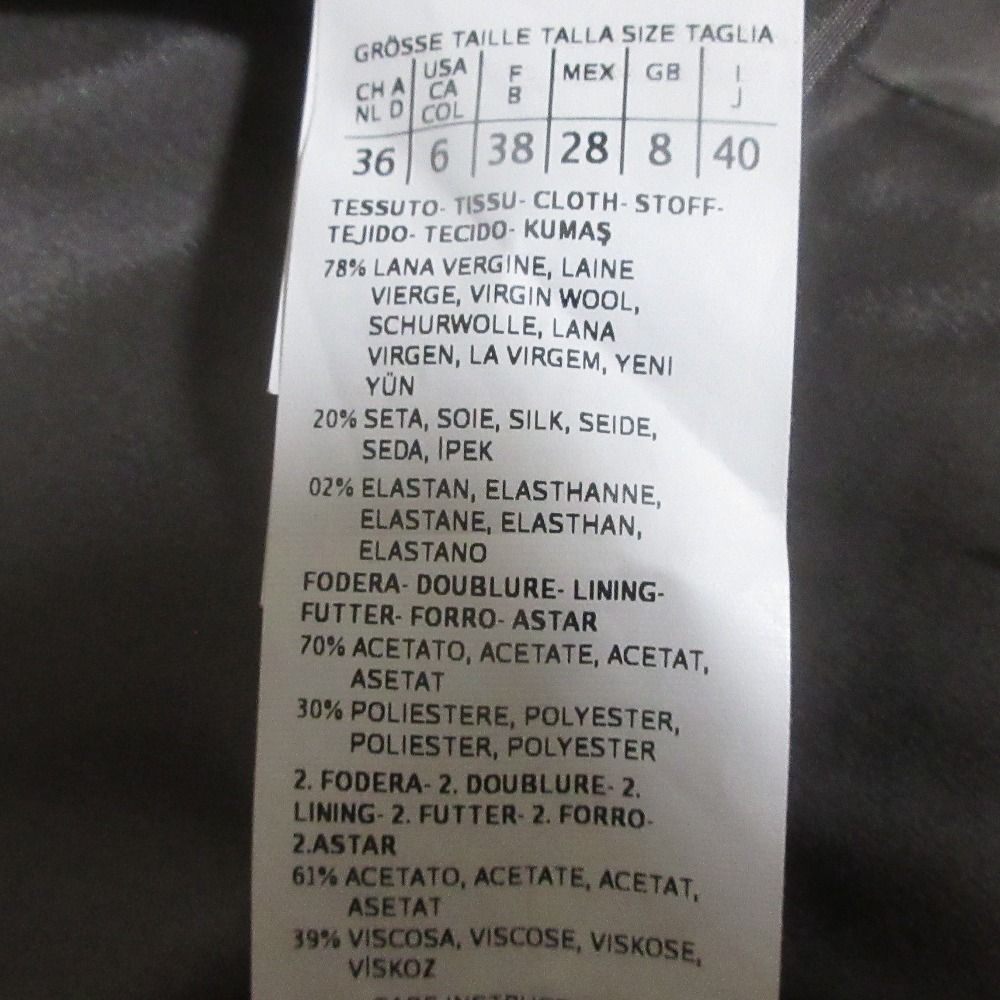 GRÖSSE TAILLE TALLA SIZE TAGLIA
CH A NL D USA CA COL F B MEX GB I J
36 6 38 28 8 40
TESSUTO- TISSU- CLOTH- STOFF-
TEJIDO- TECIDO- KUMAŞ
78% LANA VERGINE, LAINE
VIERGE, VIRGIN WOOL,
SCHURWOLLE, LANA
VIRGEN, LA VIRGEM, YENI
YÜN
20% SETA, SOIE, SILK, SEIDE,
SEDA, İPEK
02% ELASTAN, ELASTHANNE,
ELASTANE, ELASTHAN,
ELASTANO
FODERA- DOUBLURE- LINING-
FUTTER- FORRO- ASTAR
70% ACETATO, ACETATE, ACETAT,
ASETAT
30% POLIESTERE, POLYESTER,
POLIESTER, POLYESTER
2. FODERA- 2. DOUBLURE- 2.
LINING- 2. FUTTER- 2. FORRO-
2.ASTAR
61% ACETATO, ACETATE, ACETAT,
ASETAT
39% VISCOSA, VISCOSE, VISKOSE,
VİSKOZ